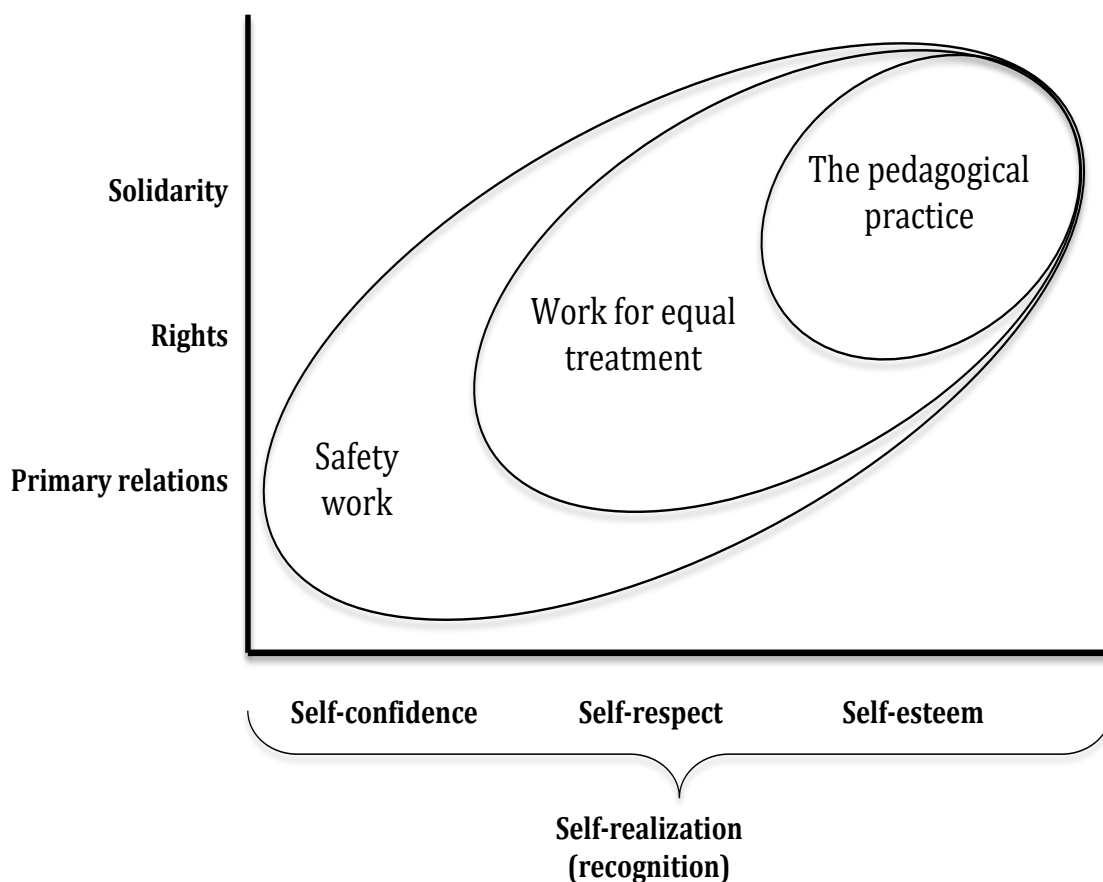 The pedagogical
practice
Solidarity
Work for equal
treatment
Rights
Safety
work
Primary relations
Self-confidence
Self-respect
Self-esteem
Self-realization
(recognition)